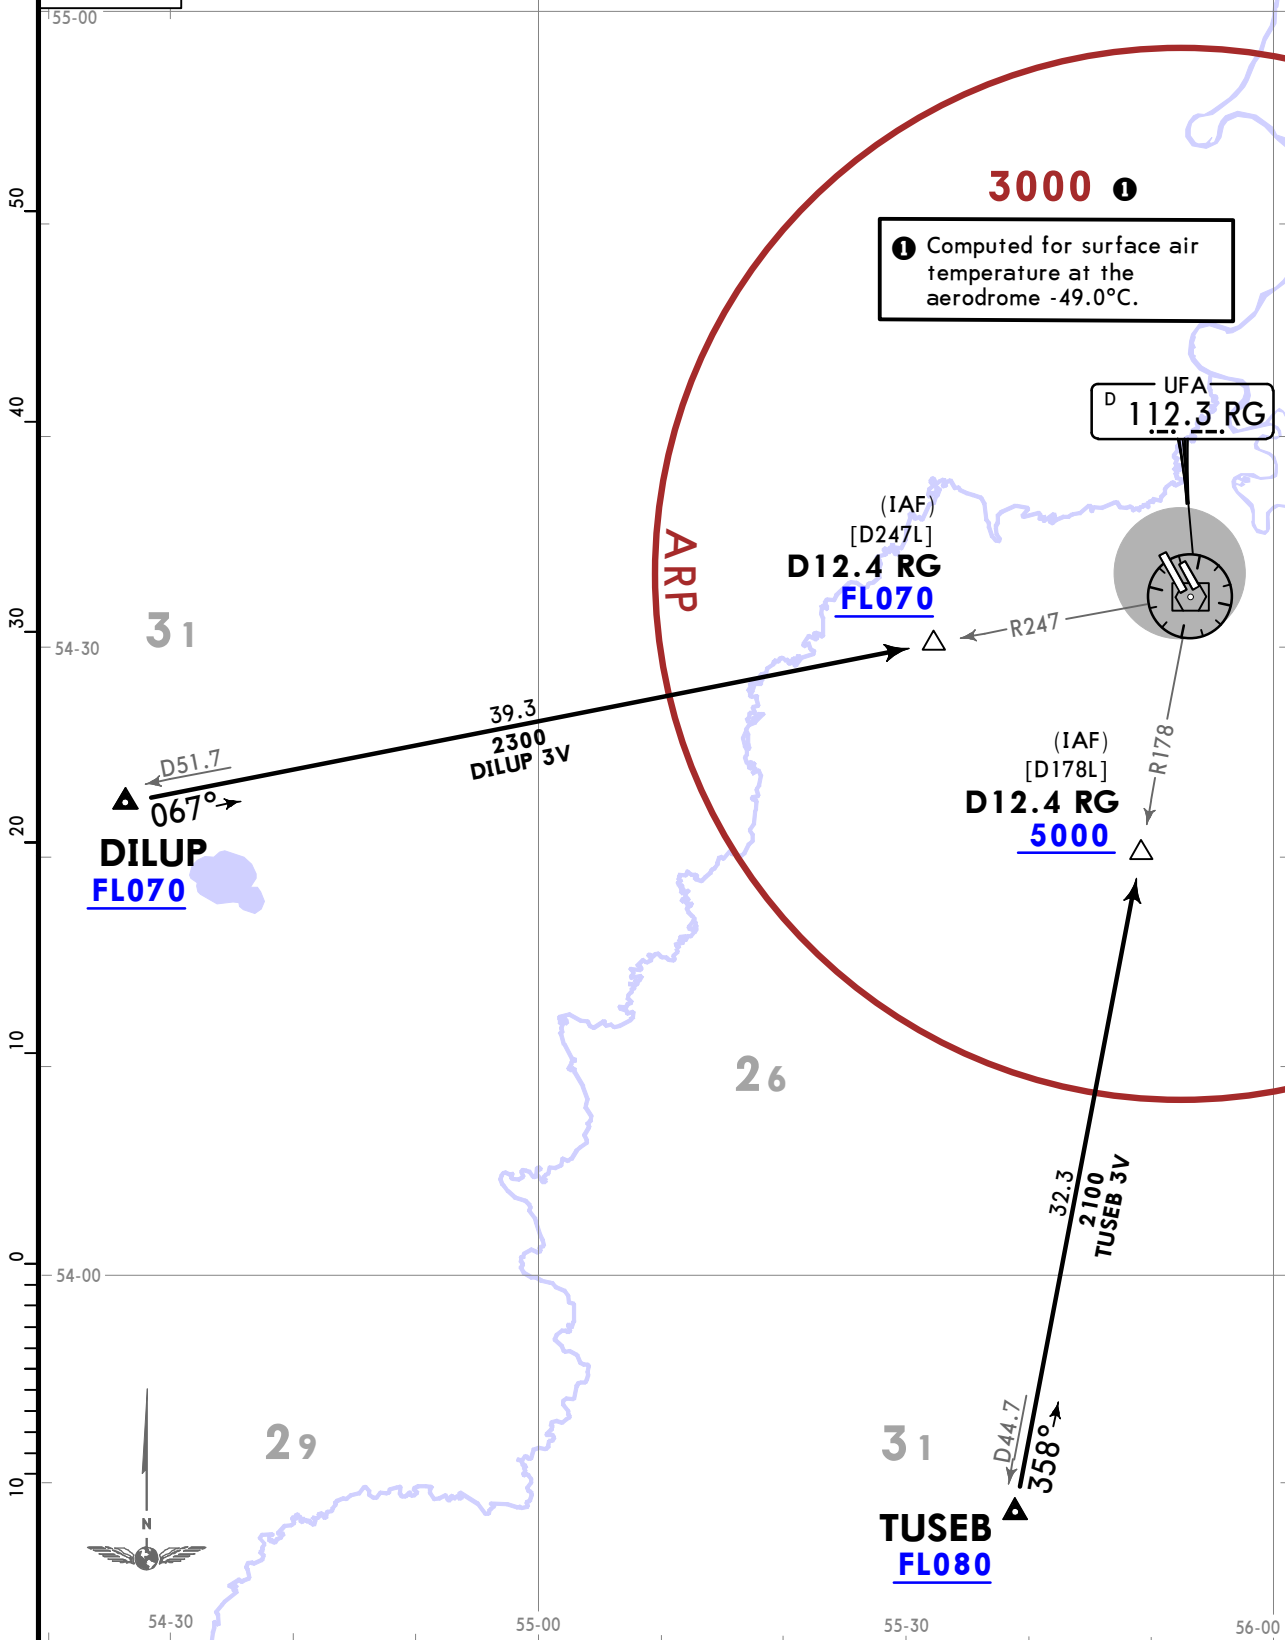 55-00
50
3000 ❶
❶ Computed for surface air
temperature at the
aerodrome -49.0°C.
UFA
D 112.3 RG
40
(IAF)
[D247L]
D12.4 RG
FL070
ARP
R247
30
31
54-30
39.3
2300
DILUP 3V
D51.7
067°
DILUP
FL070
20
(IAF)
[D178L]
D12.4 RG
5000
R178
10
26
32.3
2100
TUSEB 3V
0
54-00
29
31
D44.7
358°
10
TUSEB
FL080
N
54-30
55-00
55-30
56-00